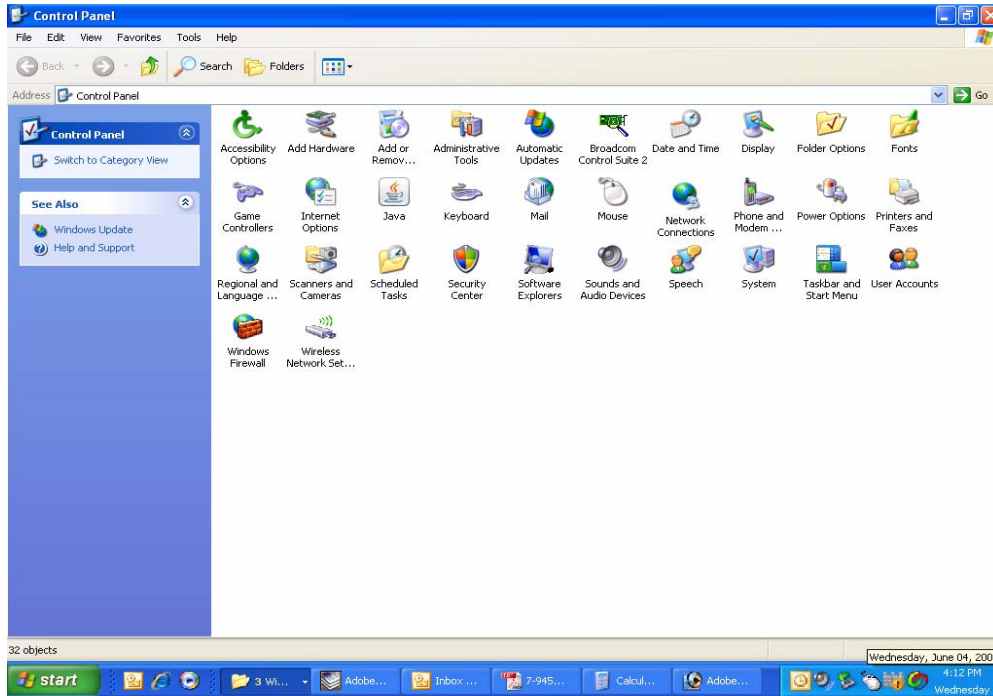 Control Panel
File Edit View Favorites Tools Help
Back Search Folders
Address Control Panel Go
Control Panel
Switch to Category View
See Also
Windows Update
Help and Support
Accessibility Options
Add Hardware
Add or Remov...
Administrative Tools
Automatic Updates
Broadcom Control Suite 2
Date and Time
Display
Folder Options
Fonts
Game Controllers
Internet Options
Java
Keyboard
Mail
Mouse
Network Connections
Phone and Modem ...
Power Options
Printers and Faxes
Regional and Language ...
Scanners and Cameras
Scheduled Tasks
Security Center
Software Explorers
Sounds and Audio Devices
Speech
System
Taskbar and Start Menu
User Accounts
Windows Firewall
Wireless Network Set...
32 objects
Wednesday, June 04, 200
start 3 Wi... Adobe... Inbox ... 7-945... Calcul... Adobe... 4:12 PM
Wednesday